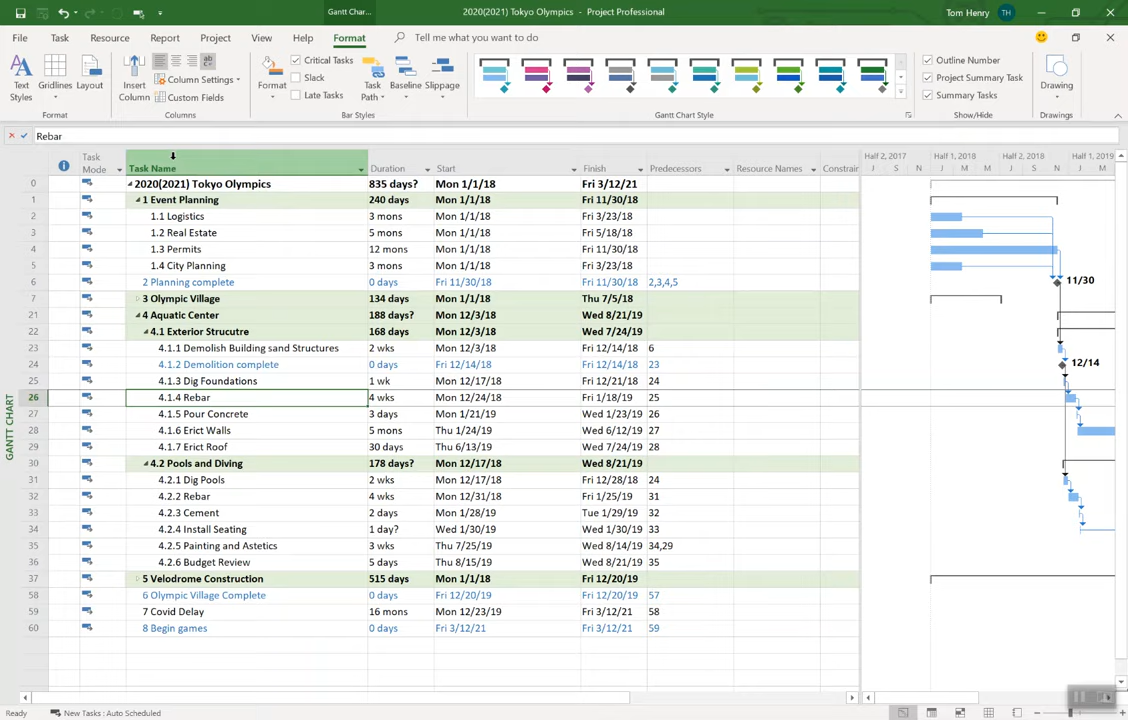 Gantt Char...
2020(2021) Tokyo Olympics - Project Professional
Tom Henry TH
File Task Resource Report Project View Help Format Tell me what you want to do
Text Styles
Gridlines
Layout
Format
Insert Column
abc
Column Settings
Custom Fields
Columns
Format
Critical Tasks
Slack
Late Tasks
Task Path
Baseline
Slippage
Bar Styles
Gantt Chart Style
Outline Number
Project Summary Task
Summary Tasks
Show/Hide
Drawing
Drawings
Rebar
Task Mode Task Name Duration Start Finish Predecessors Resource Names Constrain
Half 2, 2017 Half 1, 2018 Half 2, 2018 Half 1, 2019
J S N J M M J S N J M
0 2020(2021) Tokyo Olympics 835 days? Mon 1/1/18 Fri 3/12/21
1 1 Event Planning 240 days Mon 1/1/18 Fri 11/30/18
2 1.1 Logistics 3 mons Mon 1/1/18 Fri 3/23/18
3 1.2 Real Estate 5 mons Mon 1/1/18 Fri 5/18/18
4 1.3 Permits 12 mons Mon 1/1/18 Fri 11/30/18
5 1.4 City Planning 3 mons Mon 1/1/18 Fri 3/23/18
6 2 Planning complete 0 days Fri 11/30/18 Fri 11/30/18 2,3,4,5 11/30
7 3 Olympic Village 134 days Mon 1/1/18 Thu 7/5/18
21 4 Aquatic Center 188 days? Mon 12/3/18 Wed 8/21/19
22 4.1 Exterior Strucutre 168 days Mon 12/3/18 Wed 7/24/19
23 4.1.1 Demolish Building sand Structures 2 wks Mon 12/3/18 Fri 12/14/18 6
24 4.1.2 Demolition complete 0 days Fri 12/14/18 Fri 12/14/18 23 12/14
25 4.1.3 Dig Foundations 1 wk Mon 12/17/18 Fri 12/21/18 24
26 4.1.4 Rebar 4 wks Mon 12/24/18 Fri 1/18/19 25
27 4.1.5 Pour Concrete 3 days Mon 1/21/19 Wed 1/23/19 26
28 4.1.6 Erict Walls 5 mons Thu 1/24/19 Wed 6/12/19 27
29 4.1.7 Erict Roof 30 days Thu 6/13/19 Wed 7/24/19 28
30 4.2 Pools and Diving 178 days? Mon 12/17/18 Wed 8/21/19
31 4.2.1 Dig Pools 2 wks Mon 12/17/18 Fri 12/28/18 24
32 4.2.2 Rebar 4 wks Mon 12/31/18 Fri 1/25/19 31
33 4.2.3 Cement 2 days Mon 1/28/19 Tue 1/29/19 32
34 4.2.4 Install Seating 1 day? Wed 1/30/19 Wed 1/30/19 33
35 4.2.5 Painting and Astetics 3 wks Thu 7/25/19 Wed 8/14/19 34,29
36 4.2.6 Budget Review 5 days Thu 8/15/19 Wed 8/21/19 35
37 5 Velodrome Construction 515 days Mon 1/1/18 Fri 12/20/19
58 6 Olympic Village Complete 0 days Fri 12/20/19 Fri 12/20/19 57
59 7 Covid Delay 16 mons Mon 12/23/19 Fri 3/12/21 58
60 8 Begin games 0 days Fri 3/12/21 Fri 3/12/21 59
GANTT CHART
Ready New Tasks : Auto Scheduled